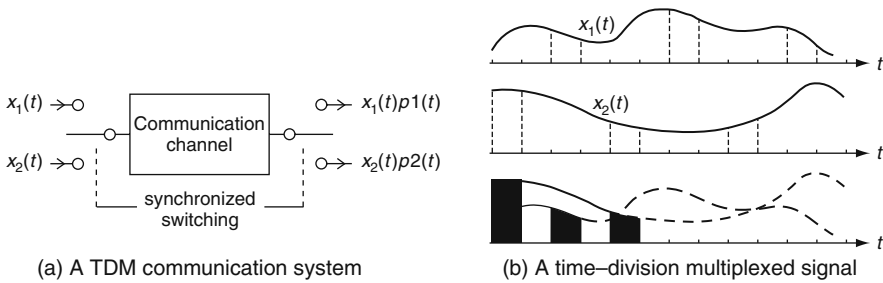 x₁(t)
x₂(t)
Communication
channel
x₁(t)p1(t)
x₂(t)p2(t)
synchronized
switching
(a) A TDM communication system
x₁(t)
t
x₂(t)
t
t
(b) A time–division multiplexed signal